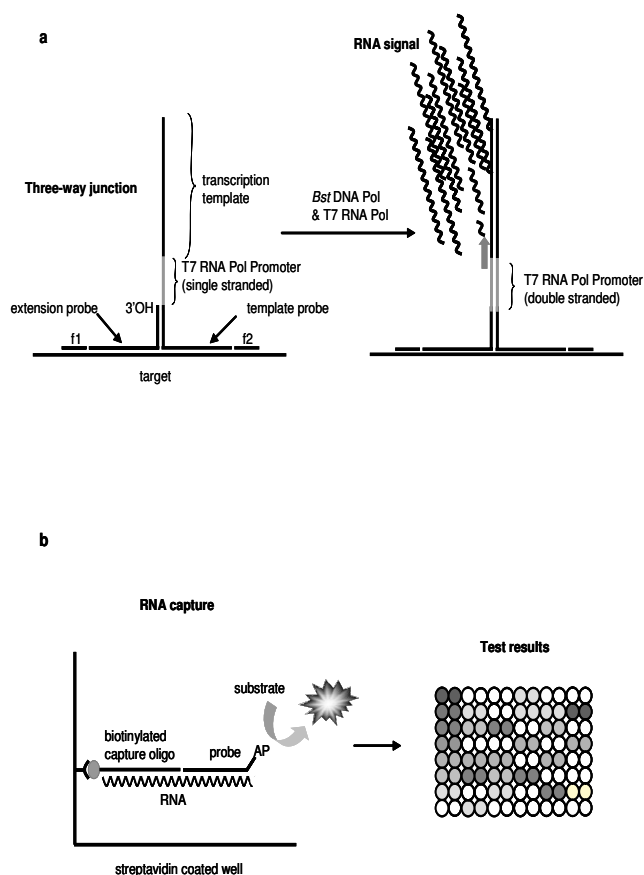 a
RNA signal
Three-way junction
transcription
template
Bst DNA Pol
& T7 RNA Pol
T7 RNA Pol Promoter
(single stranded)
T7 RNA Pol Promoter
(double stranded)
extension probe
3'OH
template probe
f1
f2
target
b
RNA capture
Test results
substrate
biotinylated
capture oligo
probe
AP
RNA
streptavidin coated well